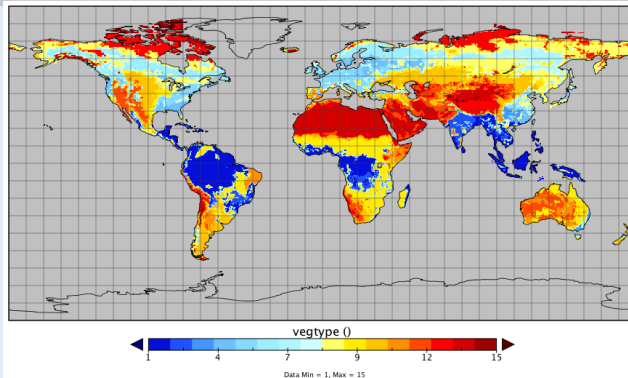 vegtype ()
1 4 7 9 12 15
Data Min = 1, Max = 15